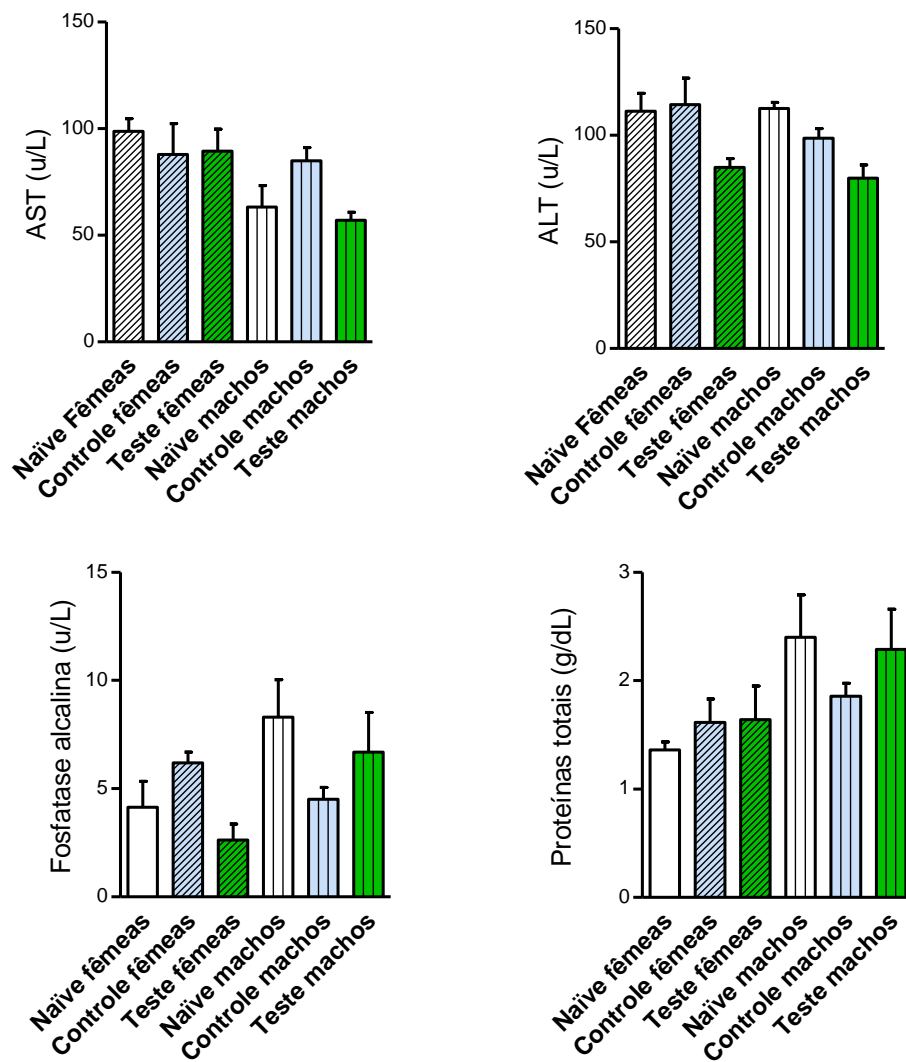 AST (u/L)
150
100
50
0
Naïve Fêmeas
Controle fêmeas
Teste fêmeas
Naïve machos
Controle machos
Teste machos
ALT (u/L)
150
100
50
0
Naïve Fêmeas
Controle fêmeas
Teste fêmeas
Naïve machos
Controle machos
Teste machos
Fosfatase alcalina (u/L)
15
10
5
0
Naïve fêmeas
Controle fêmeas
Teste fêmeas
Naïve machos
Controle machos
Teste machos
Proteínas totais (g/dL)
3
2
1
0
Naïve fêmeas
Controle fêmeas
Teste fêmeas
Naïve machos
Controle machos
Teste machos